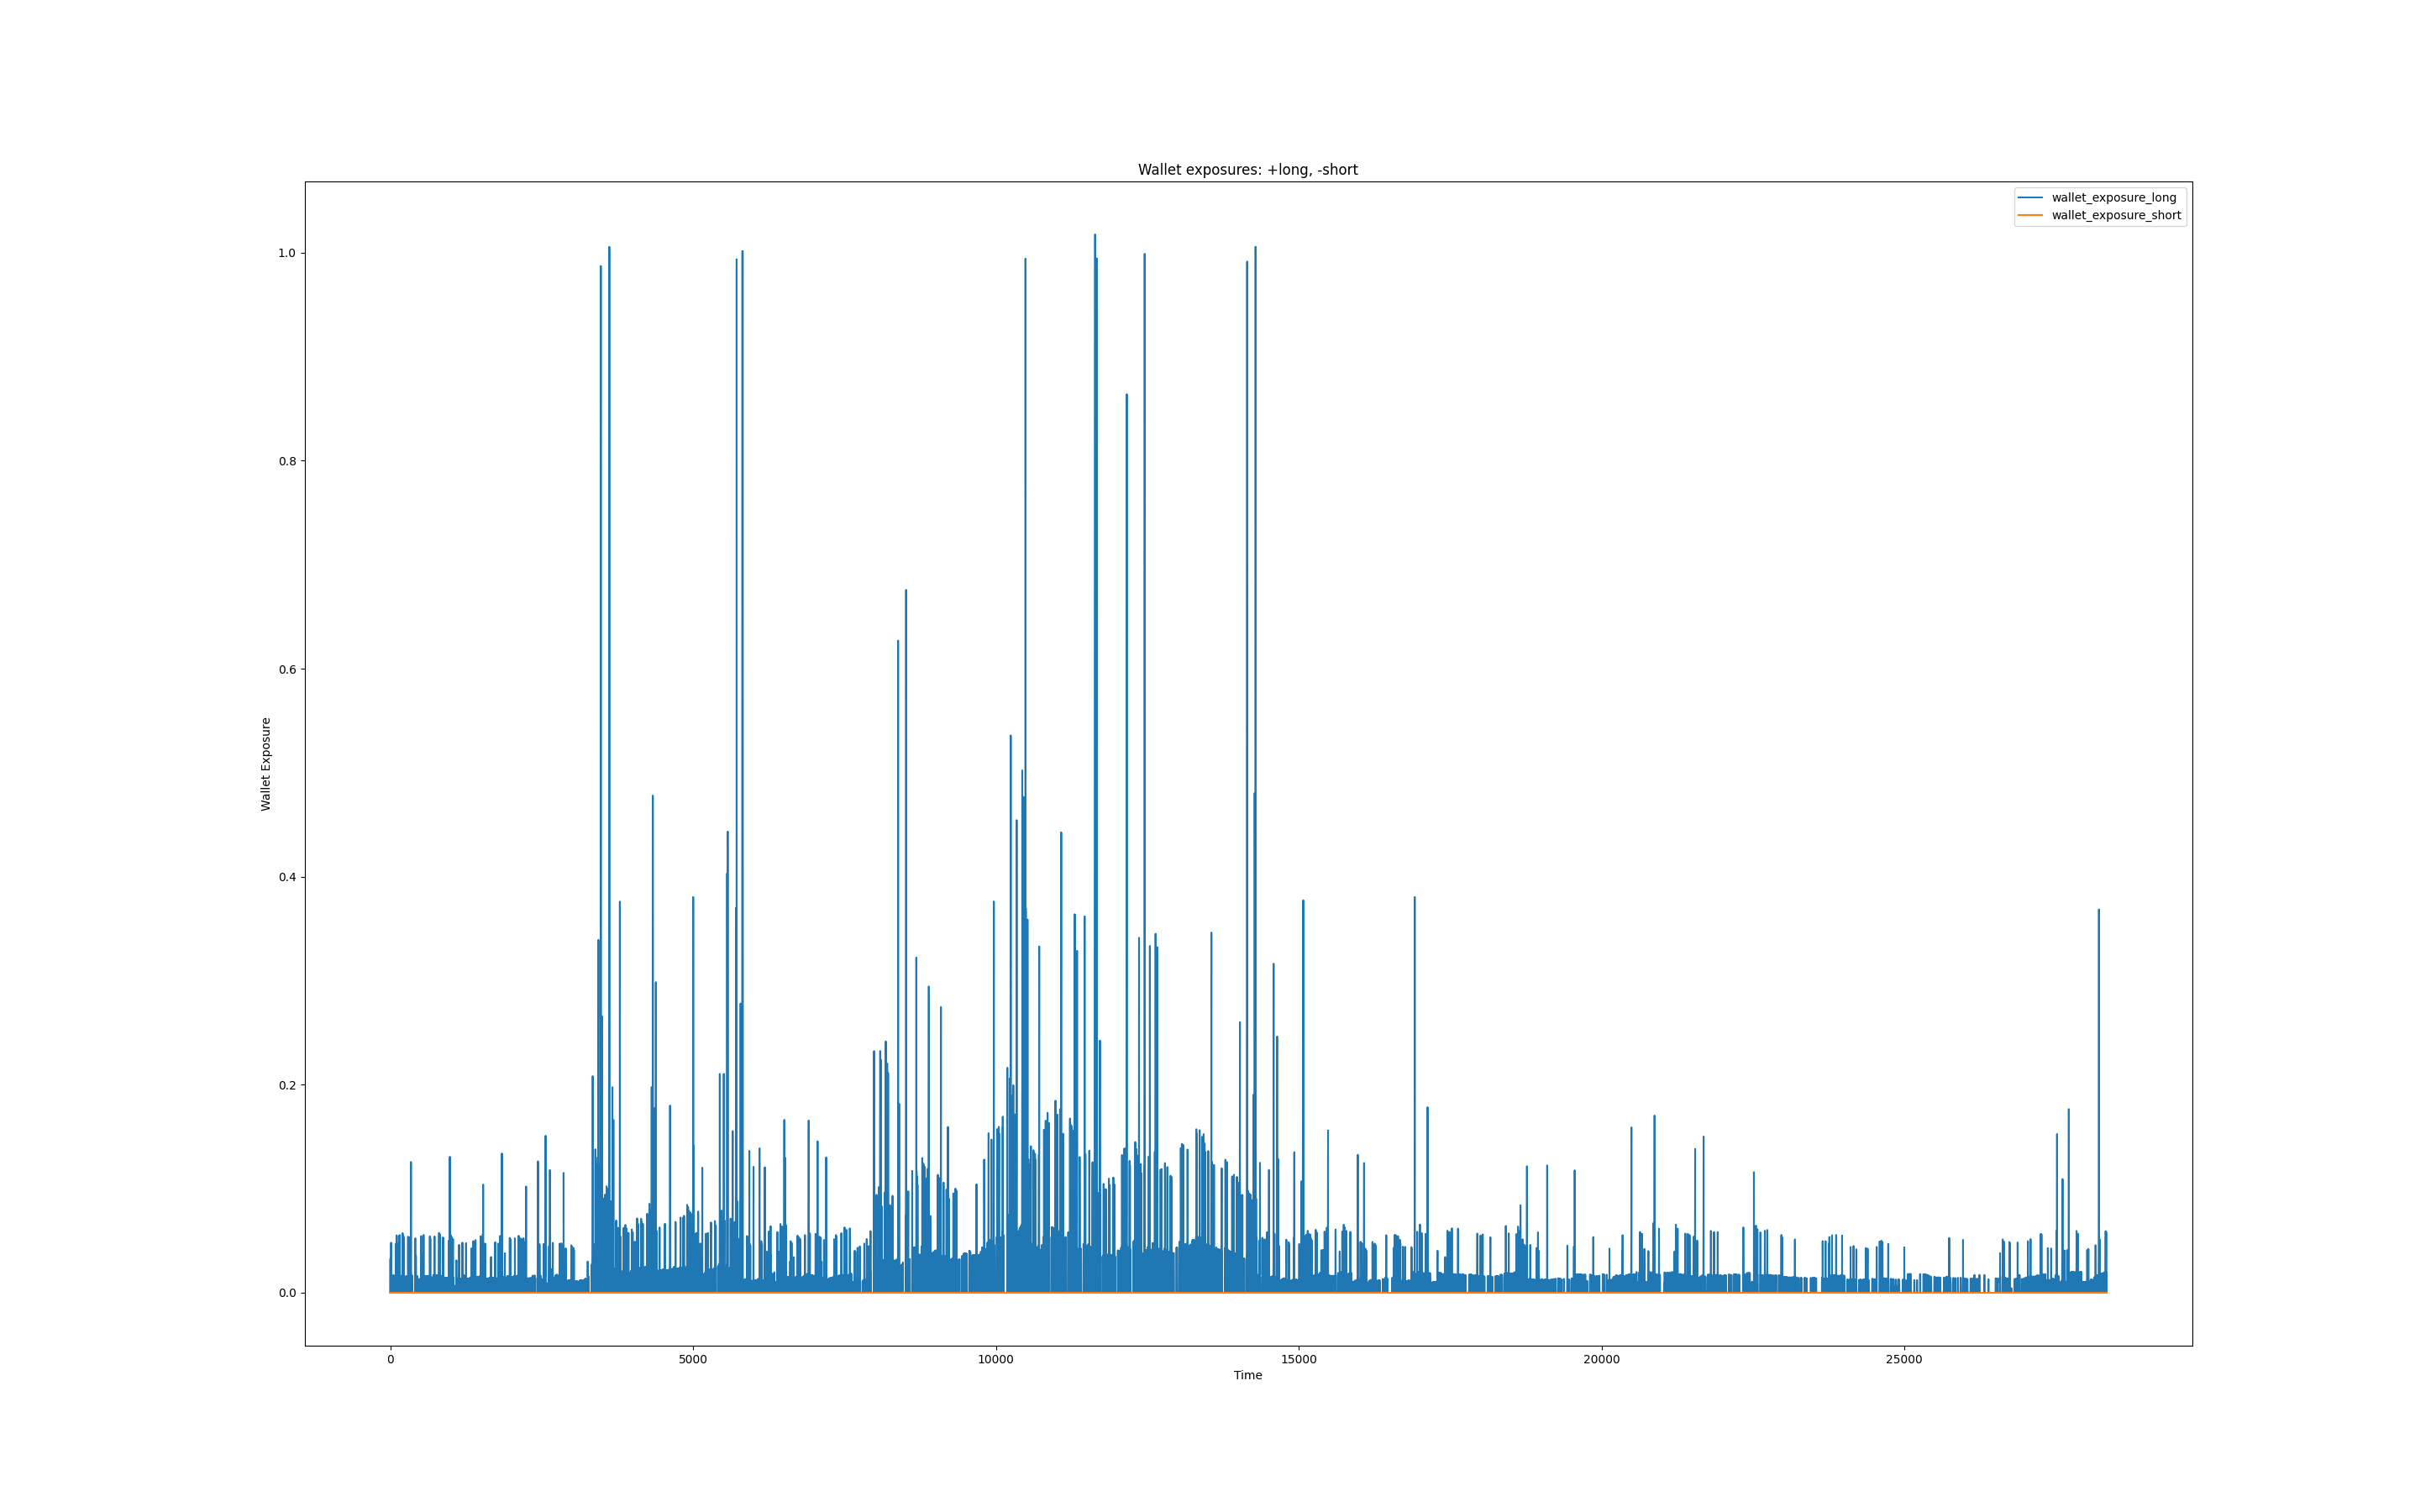 Wallet exposures: +long, -short
wallet_exposure_long
wallet_exposure_short
1.0
0.8
0.6
0.4
0.2
0.0
Wallet Exposure
0 5000 10000 15000 20000 25000
Time